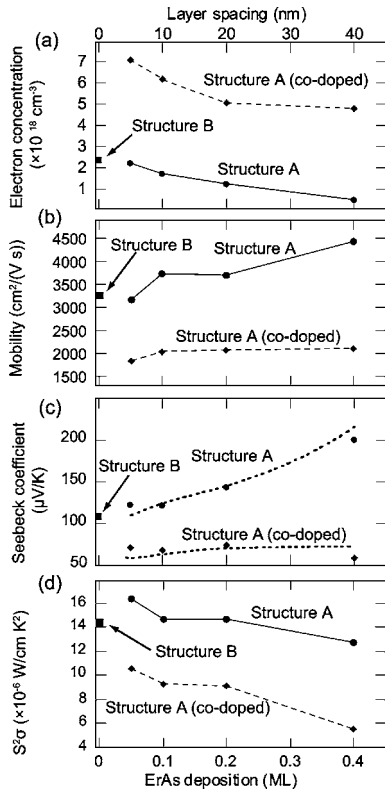 Layer spacing (nm)
0 10 20 30 40
(a)
7
6
5
4
3
2
1
Electron concentration
(×10 18 cm-3)
Structure A (co-doped)
Structure B
Structure A
(b)
4500
4000
3500
3000
2500
2000
1500
Mobility (cm2/(V s))
Structure B
Structure A
Structure A (co-doped)
(c)
200
150
100
50
Seebeck coefficient
(µV/K)
Structure A
Structure B
Structure A (co-doped)
(d)
16
14
12
10
8
6
4
S2σ (×10-6 W/cm K2)
Structure A
Structure B
Structure A (co-doped)
0 0.1 0.2 0.3 0.4
ErAs deposition (ML)